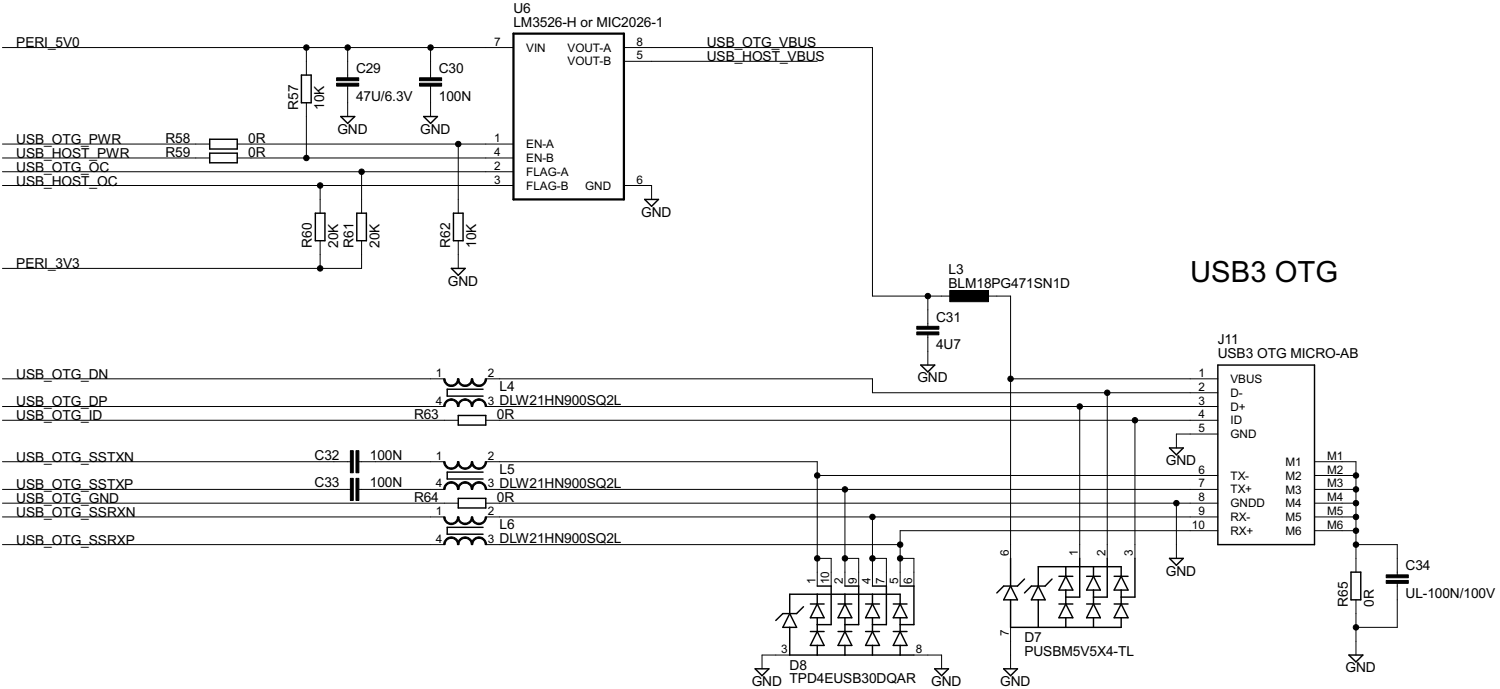 U6
LM3526-H or MIC2026-1
PERI_5V0
7 VIN VOUT-A 8 USB_OTG_VBUS
VOUT-B 5 USB_HOST_VBUS
R57 10K
C29
47U/6.3V
C30
100N
GND GND
USB_OTG_PWR R58 0R 1 EN-A
USB_HOST_PWR R59 0R 4 EN-B
USB_OTG_OC 2 FLAG-A
USB_HOST_OC 3 FLAG-B GND 6
GND
R60 20K R61 20K R62 10K
PERI_3V3
GND
L3
BLM18PG471SN1D
USB3 OTG
C31
4U7
GND
J11
USB3 OTG MICRO-AB
USB_OTG_DN 1 2
L4
USB_OTG_DP 4 3 DLW21HN900SQ2L
USB_OTG_ID R63 0R
1 VBUS
2 D-
3 D+
4 ID
5 GND
GND
USB_OTG_SSTXN C32 100N 1 2
L5
USB_OTG_SSTXP C33 100N 4 3 DLW21HN900SQ2L
USB_OTG_GND R64 0R
USB_OTG_SSRXN 1 2
L6
USB_OTG_SSRXP 4 3 DLW21HN900SQ2L
M1 M1
6 TX- M2 M2
7 TX+ M3 M3
8 GNDD M4 M4
9 RX- M5 M5
10 RX+ M6 M6
GND
1 10 2 9 4 7 5 6
6 1 2 3
R65 0R
C34
UL-100N/100V
3 8
D8
TPD4EUSB30DQAR
GND GND
7
D7
PUSBM5V5X4-TL
GND
GND